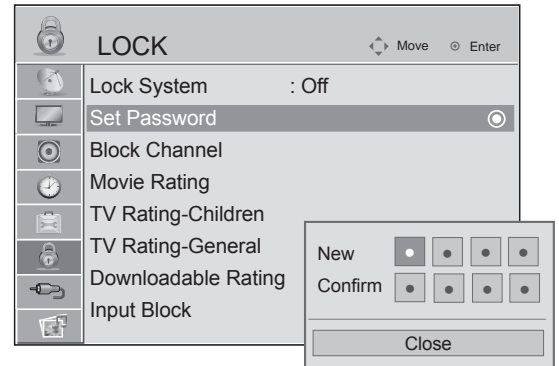 LOCK
Move Enter
Lock System : Off
Set Password
Block Channel
Movie Rating
TV Rating-Children
TV Rating-General
Downloadable Rating
Input Block
New
Confirm
Close